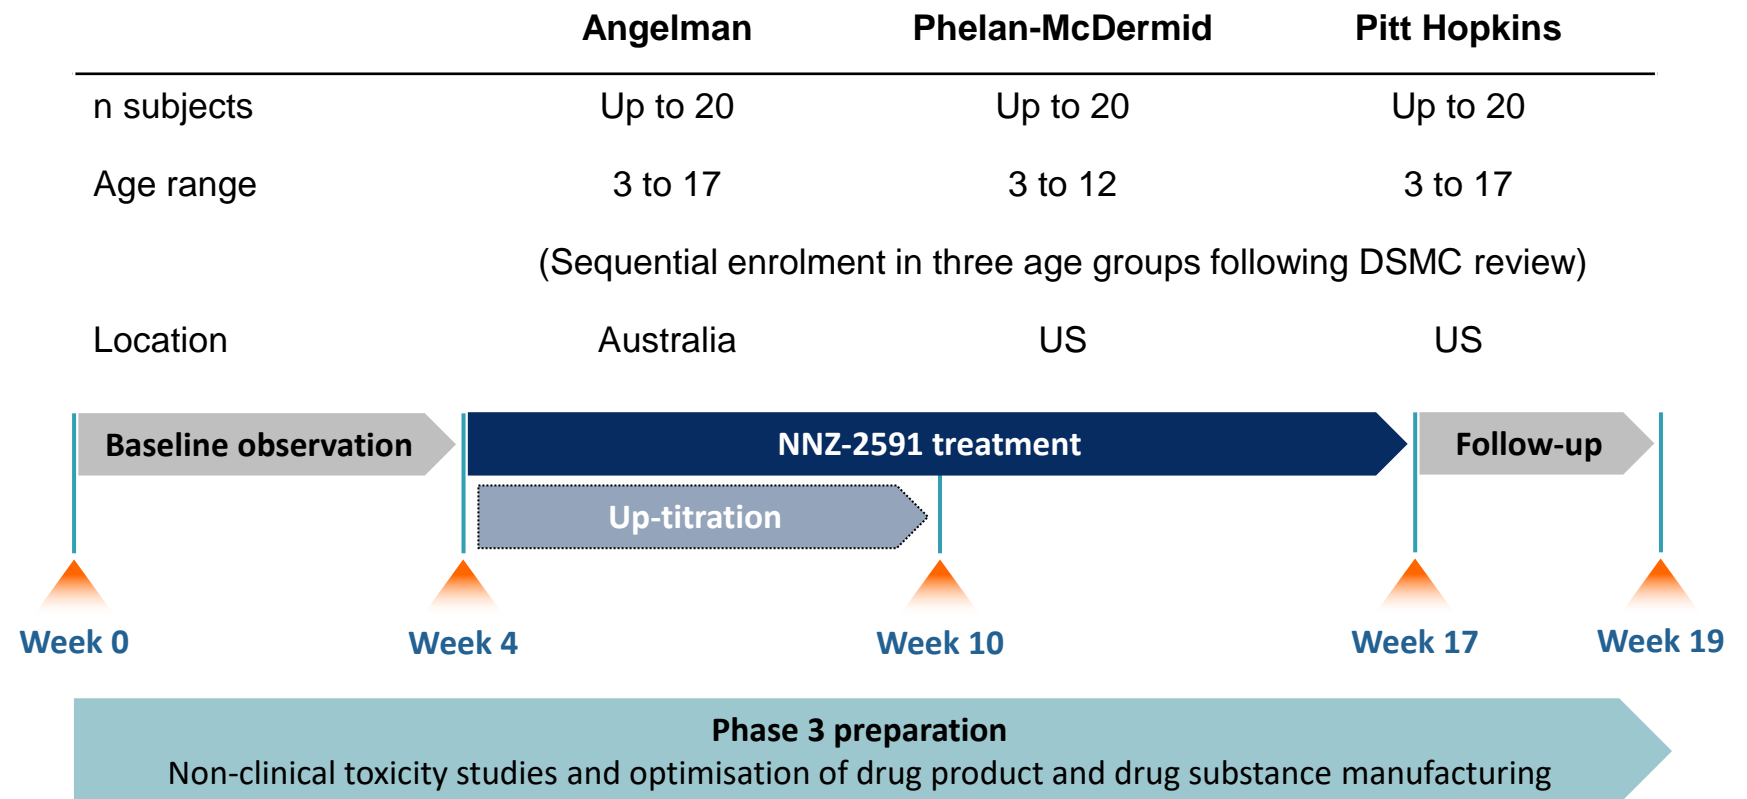 Angelman Phelan-McDermid Pitt Hopkins
n subjects Up to 20 Up to 20 Up to 20
Age range 3 to 17 3 to 12 3 to 17
(Sequential enrolment in three age groups following DSMC review)
Location Australia US US
Baseline observation NNZ-2591 treatment Follow-up
Up-titration
Week 0 Week 4 Week 10 Week 17 Week 19
Phase 3 preparation
Non-clinical toxicity studies and optimisation of drug product and drug substance manufacturing